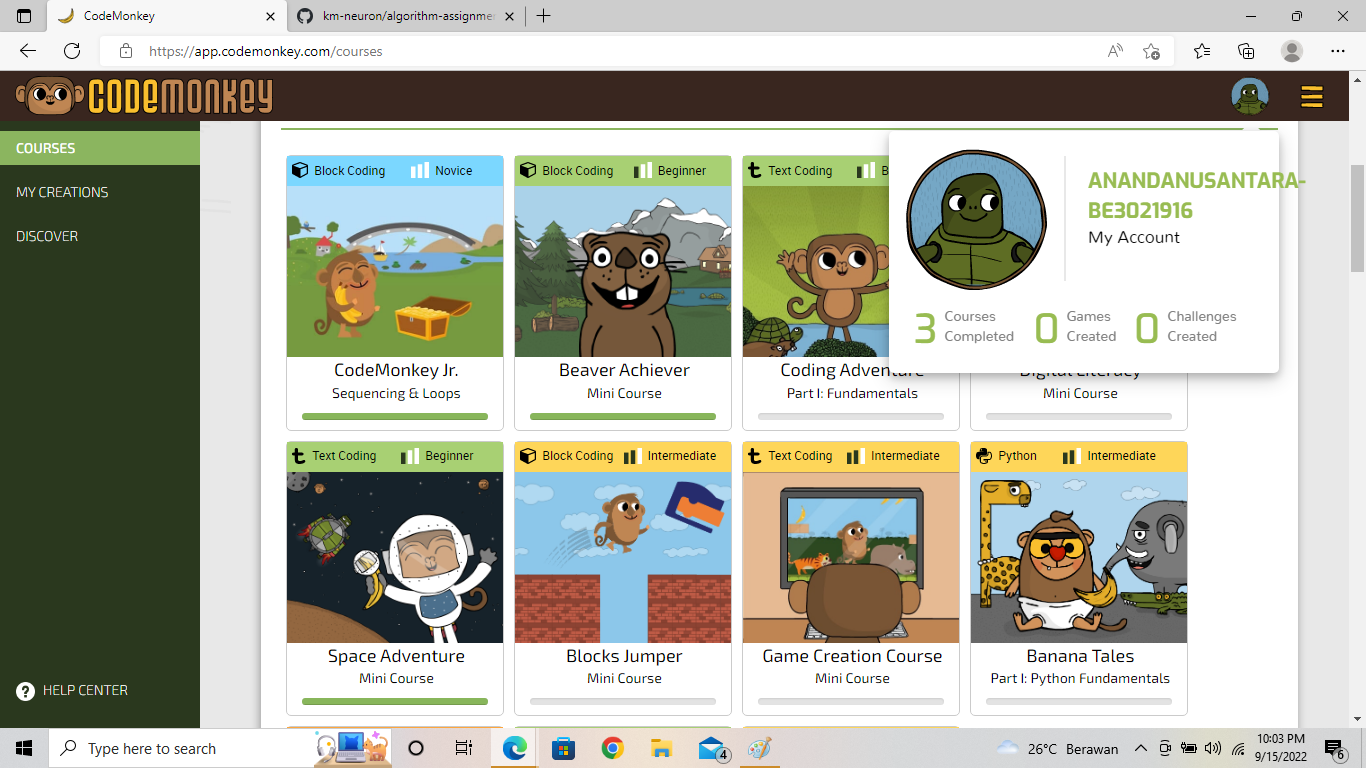 CodeMonkey
km-neuron/algorithm-assignme
https://app.codemonkey.com/courses
CODEMONKEY
COURSES
MY CREATIONS
DISCOVER
HELP CENTER
ANANDANUSANTARA-
BE3021916
My Account
3 Courses Completed
0 Games Created
0 Challenges Created
Block Coding Novice
Block Coding Beginner
Text Coding B
CodeMonkey Jr.
Sequencing & Loops
Beaver Achiever
Mini Course
Coding Adventure
Part I: Fundamentals
Digital Literacy
Mini Course
Text Coding Beginner
Block Coding Intermediate
Text Coding Intermediate
Python Intermediate
Space Adventure
Mini Course
Blocks Jumper
Mini Course
Game Creation Course
Mini Course
Banana Tales
Part I: Python Fundamentals
Type here to search
4
26°C Berawan
10:03 PM
9/15/2022
6